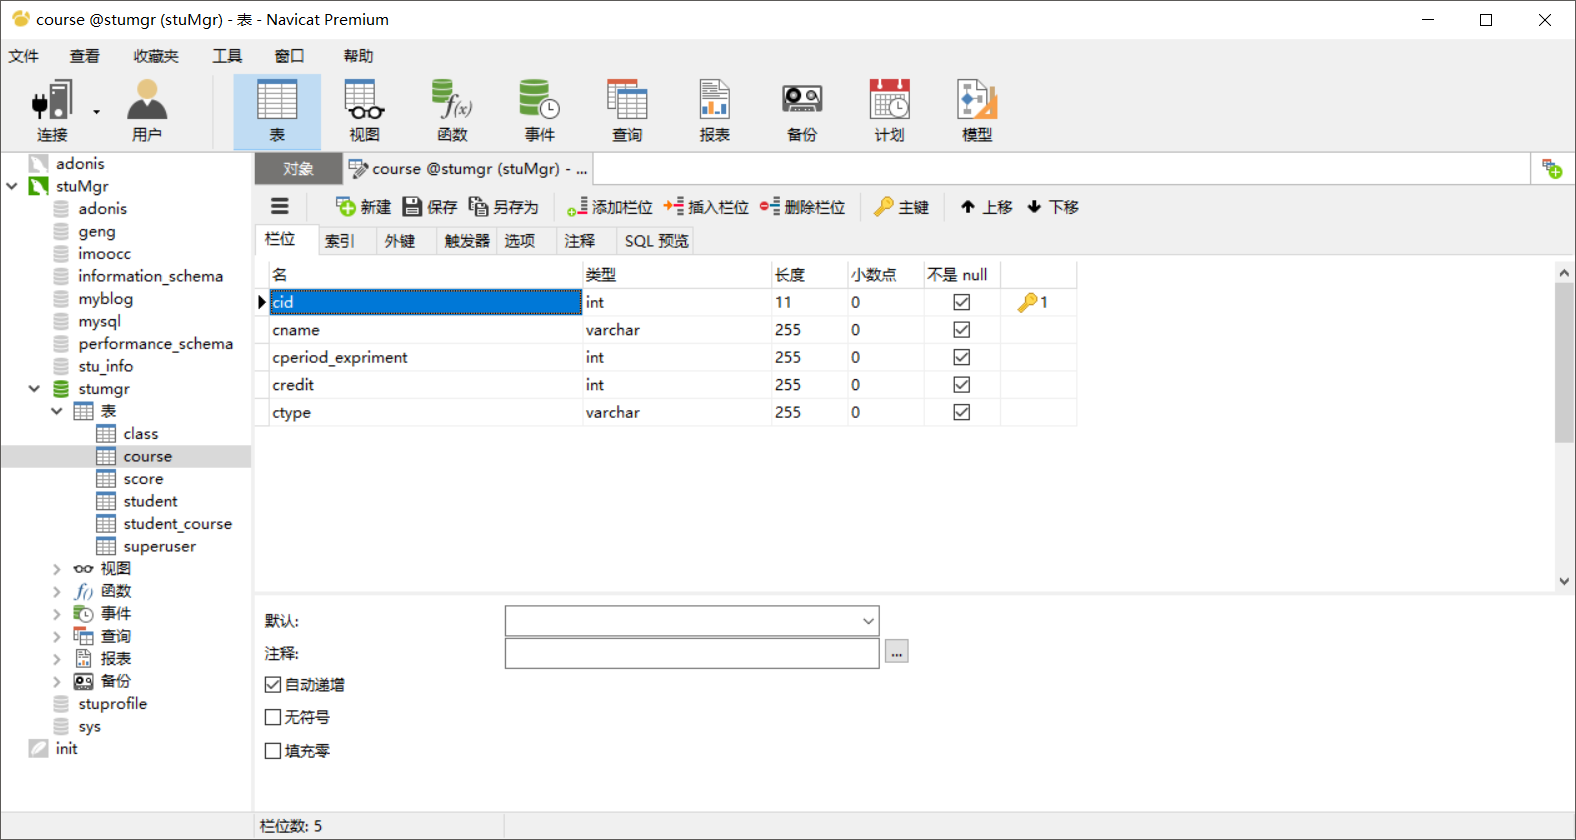 course @stumgr (stuMgr) - 表 - Navicat Premium
文件 查看 收藏夹 工具 窗口 帮助
连接 用户 表 视图 函数 事件 查询 报表 备份 计划 模型
adonis
stuMgr
adonis
geng
imoocc
information_schema
myblog
mysql
performance_schema
stu_info
stumgr
表
class
course
score
student
student_course
superuser
视图
函数
事件
查询
报表
备份
stuprofile
sys
init
对象 course @stumgr (stuMgr) - ...
新建 保存 另存为 添加栏位 插入栏位 删除栏位 主键 上移 下移
栏位 索引 外键 触发器 选项 注释 SQL 预览
名 类型 长度 小数点 不是 null
cid int 11 0 1
cname varchar 255 0
cperiod_expriment int 255 0
credit int 255 0
ctype varchar 255 0
默认:
注释: ...
自动递增
无符号
填充零
栏位数: 5